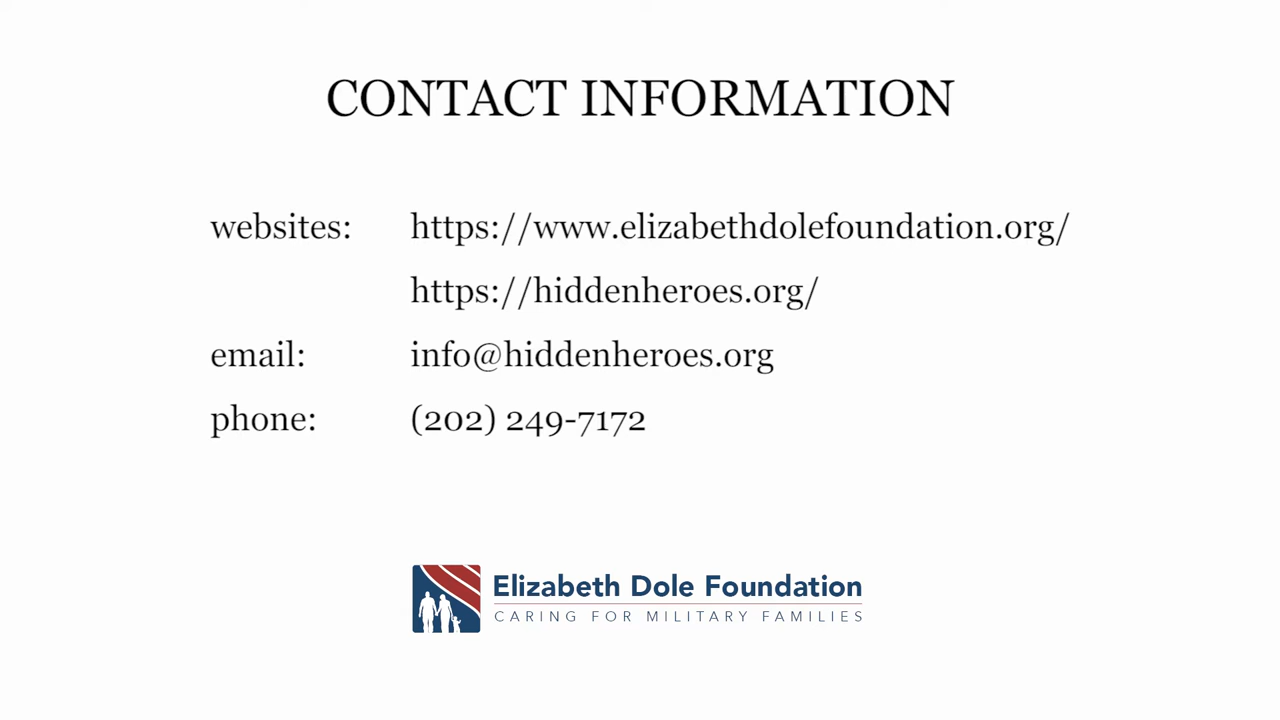 CONTACT INFORMATION
websites: https://www.elizabethdolefoundation.org/
https://hiddenheroes.org/
email: info@hiddenheroes.org
phone: (202) 249-7172
Elizabeth Dole Foundation
CARING FOR MILITARY FAMILIES